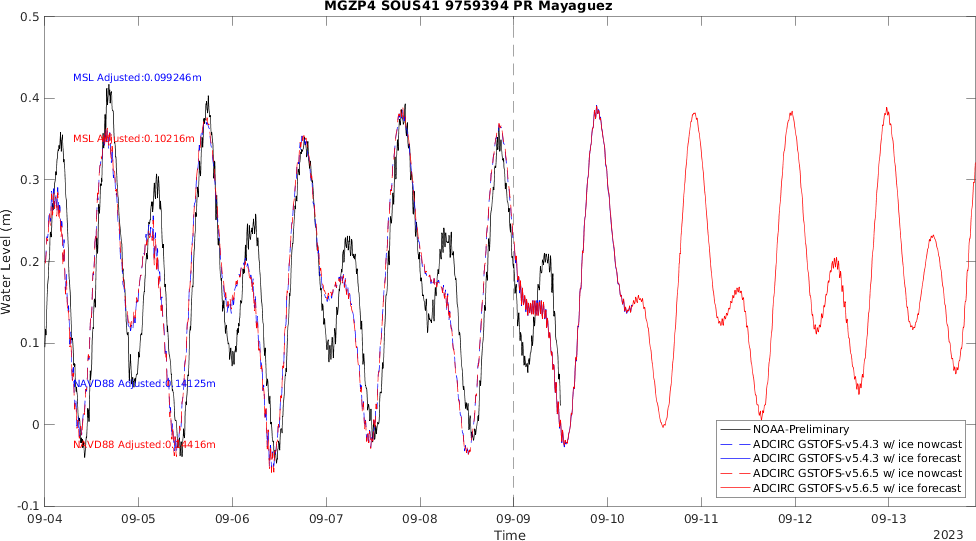 MGZP4 SOUS41 9759394 PR Mayaguez
0.5
0.4
0.3
0.2
0.1
0
-0.1
Water Level (m)
MSL Adjusted:0.099246m
MSL Adjusted:0.10216m
NAVD88 Adjusted:0.14125m
NAVD88 Adjusted:0.14416m
NOAA-Preliminary
ADCIRC GSTOFS-v5.4.3 w/ ice nowcast
ADCIRC GSTOFS-v5.4.3 w/ ice forecast
ADCIRC GSTOFS-v5.6.5 w/ ice nowcast
ADCIRC GSTOFS-v5.6.5 w/ ice forecast
09-04 09-05 09-06 09-07 09-08 09-09 09-10 09-11 09-12 09-13
Time
2023